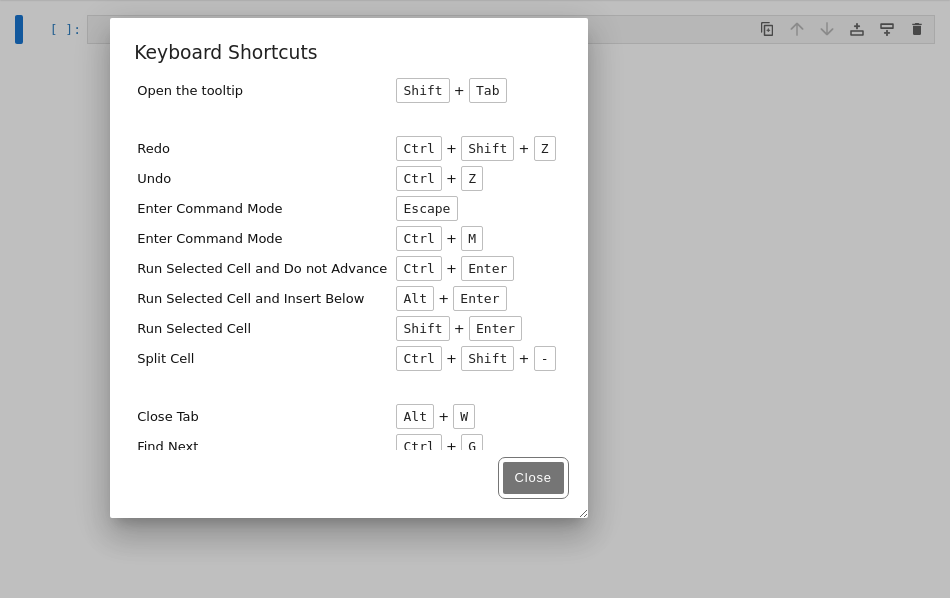 [ ]:
Keyboard Shortcuts
Open the tooltip Shift + Tab
Redo Ctrl + Shift + Z
Undo Ctrl + Z
Enter Command Mode Escape
Enter Command Mode Ctrl + M
Run Selected Cell and Do not Advance Ctrl + Enter
Run Selected Cell and Insert Below Alt + Enter
Run Selected Cell Shift + Enter
Split Cell Ctrl + Shift + -
Close Tab Alt + W
Find Next Ctrl + G
Close